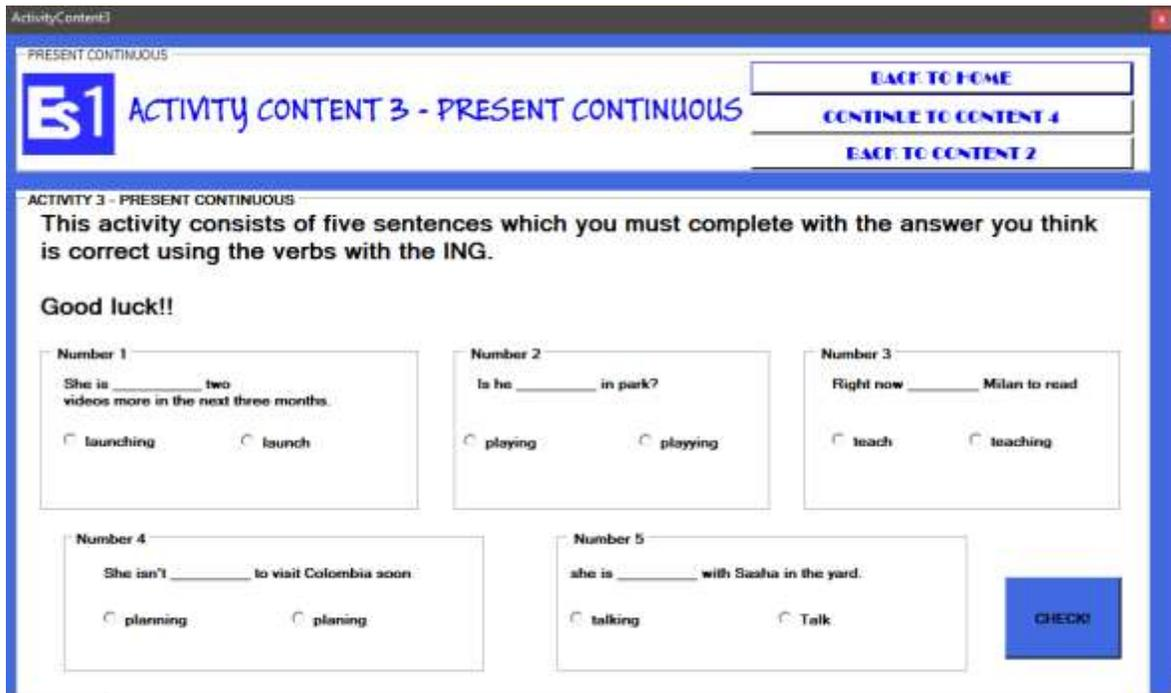 ActivityContent3
x
PRESENT CONTINUOUS
Es1
ACTIVITY CONTENT 3 - PRESENT CONTINUOUS
BACK TO HOME
CONTINUE TO CONTENT 4
BACK TO CONTENT 2
ACTIVITY 3 - PRESENT CONTINUOUS
This activity consists of five sentences which you must complete with the answer you think
is correct using the verbs with the ING.
Good luck!!
Number 1
She is __________ two
videos more in the next three months.
launching launch
Number 2
Is he _________ in park?
playing playying
Number 3
Right now ________ Milan to read
teach teaching
Number 4
She isn't _________ to visit Colombia soon
planning planing
Number 5
she is _________ with Sasha in the yard.
talking Talk
CHECK!